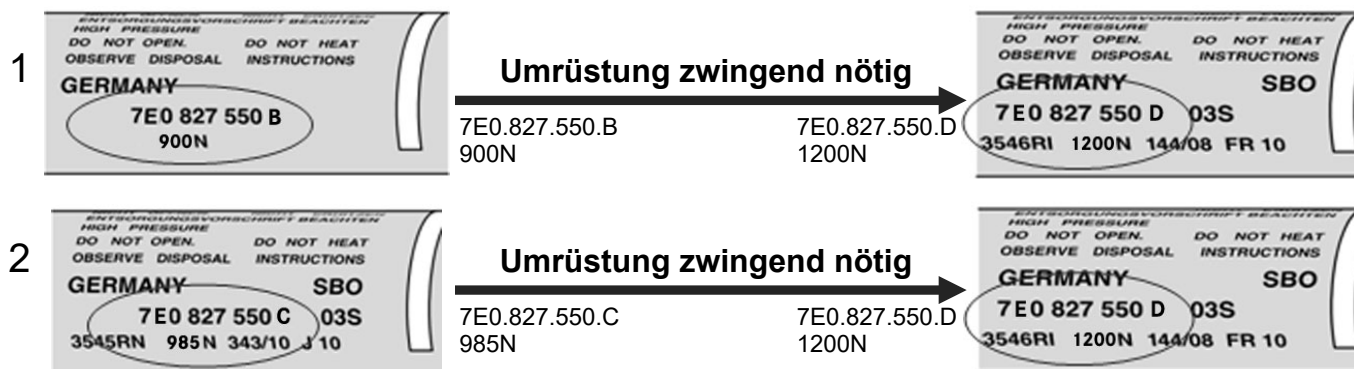 1
HIGH PRESSURE
DO NOT OPEN. DO NOT HEAT
OBSERVE DISPOSAL INSTRUCTIONS
GERMANY
7E0 827 550 B
900N
Umrüstung zwingend nötig
7E0.827.550.B 7E0.827.550.D
900N 1200N
ENTSORGUNGSVORSCHRIFT BEACHTEN
HIGH PRESSURE
DO NOT OPEN. DO NOT HEAT
OBSERVE DISPOSAL INSTRUCTIONS
GERMANY SBO
7E0 827 550 D 03S
3546RI 1200N 144/08 FR 10
2
ENTSORGUNGSVORSCHRIFT BEACHTEN
HIGH PRESSURE
DO NOT OPEN. DO NOT HEAT
OBSERVE DISPOSAL INSTRUCTIONS
GERMANY SBO
7E0 827 550 C 03S
3545RN 985N 343/10 J 10
Umrüstung zwingend nötig
7E0.827.550.C 7E0.827.550.D
985N 1200N
ENTSORGUNGSVORSCHRIFT BEACHTEN
HIGH PRESSURE
DO NOT OPEN. DO NOT HEAT
OBSERVE DISPOSAL INSTRUCTIONS
GERMANY SBO
7E0 827 550 D 03S
3546RI 1200N 144/08 FR 10